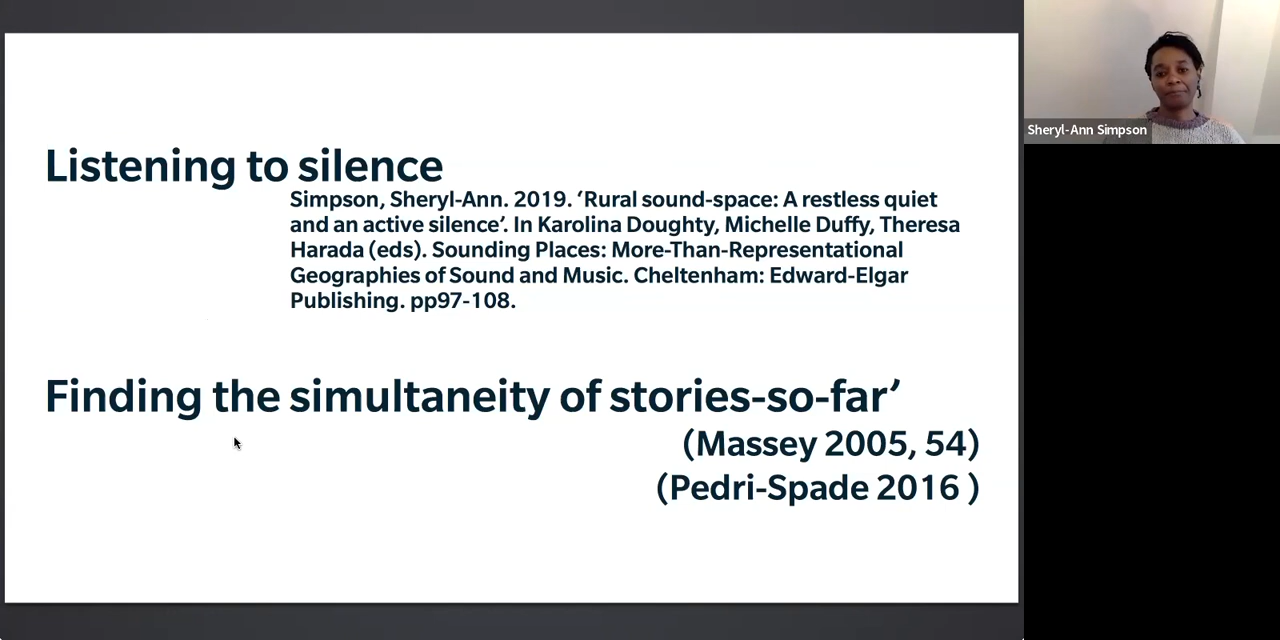 Listening to silence
Simpson, Sheryl-Ann. 2019. ‘Rural sound-space: A restless quiet
and an active silence’. In Karolina Doughty, Michelle Duffy, Theresa
Harada (eds). Sounding Places: More-Than-Representational
Geographies of Sound and Music. Cheltenham: Edward-Elgar
Publishing. pp97-108.
Finding the simultaneity of stories-so-far’
(Massey 2005, 54)
(Pedri-Spade 2016 )
Sheryl-Ann Simpson